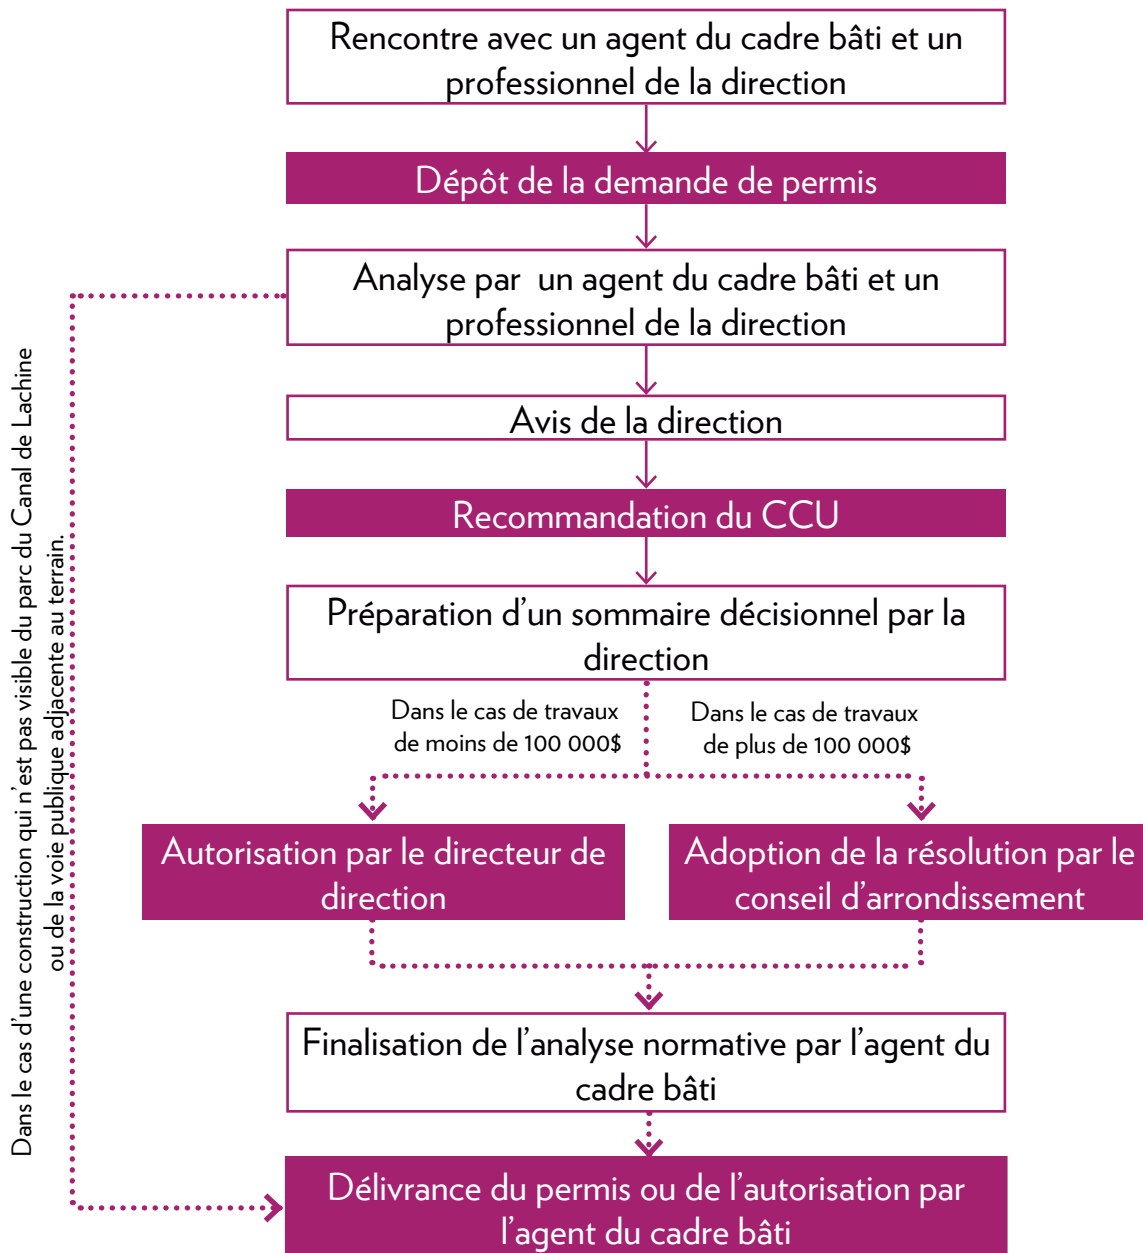 Rencontre avec un agent du cadre bâti et un
professionnel de la direction
Dépôt de la demande de permis
Analyse par un agent du cadre bâti et un
professionnel de la direction
Dans le cas d'une construction qui n'est pas visible du parc du Canal de Lachine
ou de la voie publique adjacente au terrain.
Avis de la direction
Recommandation du CCU
Préparation d'un sommaire décisionnel par la
direction
Dans le cas de travaux
de moins de 100 000$
Dans le cas de travaux
de plus de 100 000$
Autorisation par le directeur de
direction
Adoption de la résolution par le
conseil d'arrondissement
Finalisation de l'analyse normative par l'agent du
cadre bâti
Délivrance du permis ou de l'autorisation par
l'agent du cadre bâti